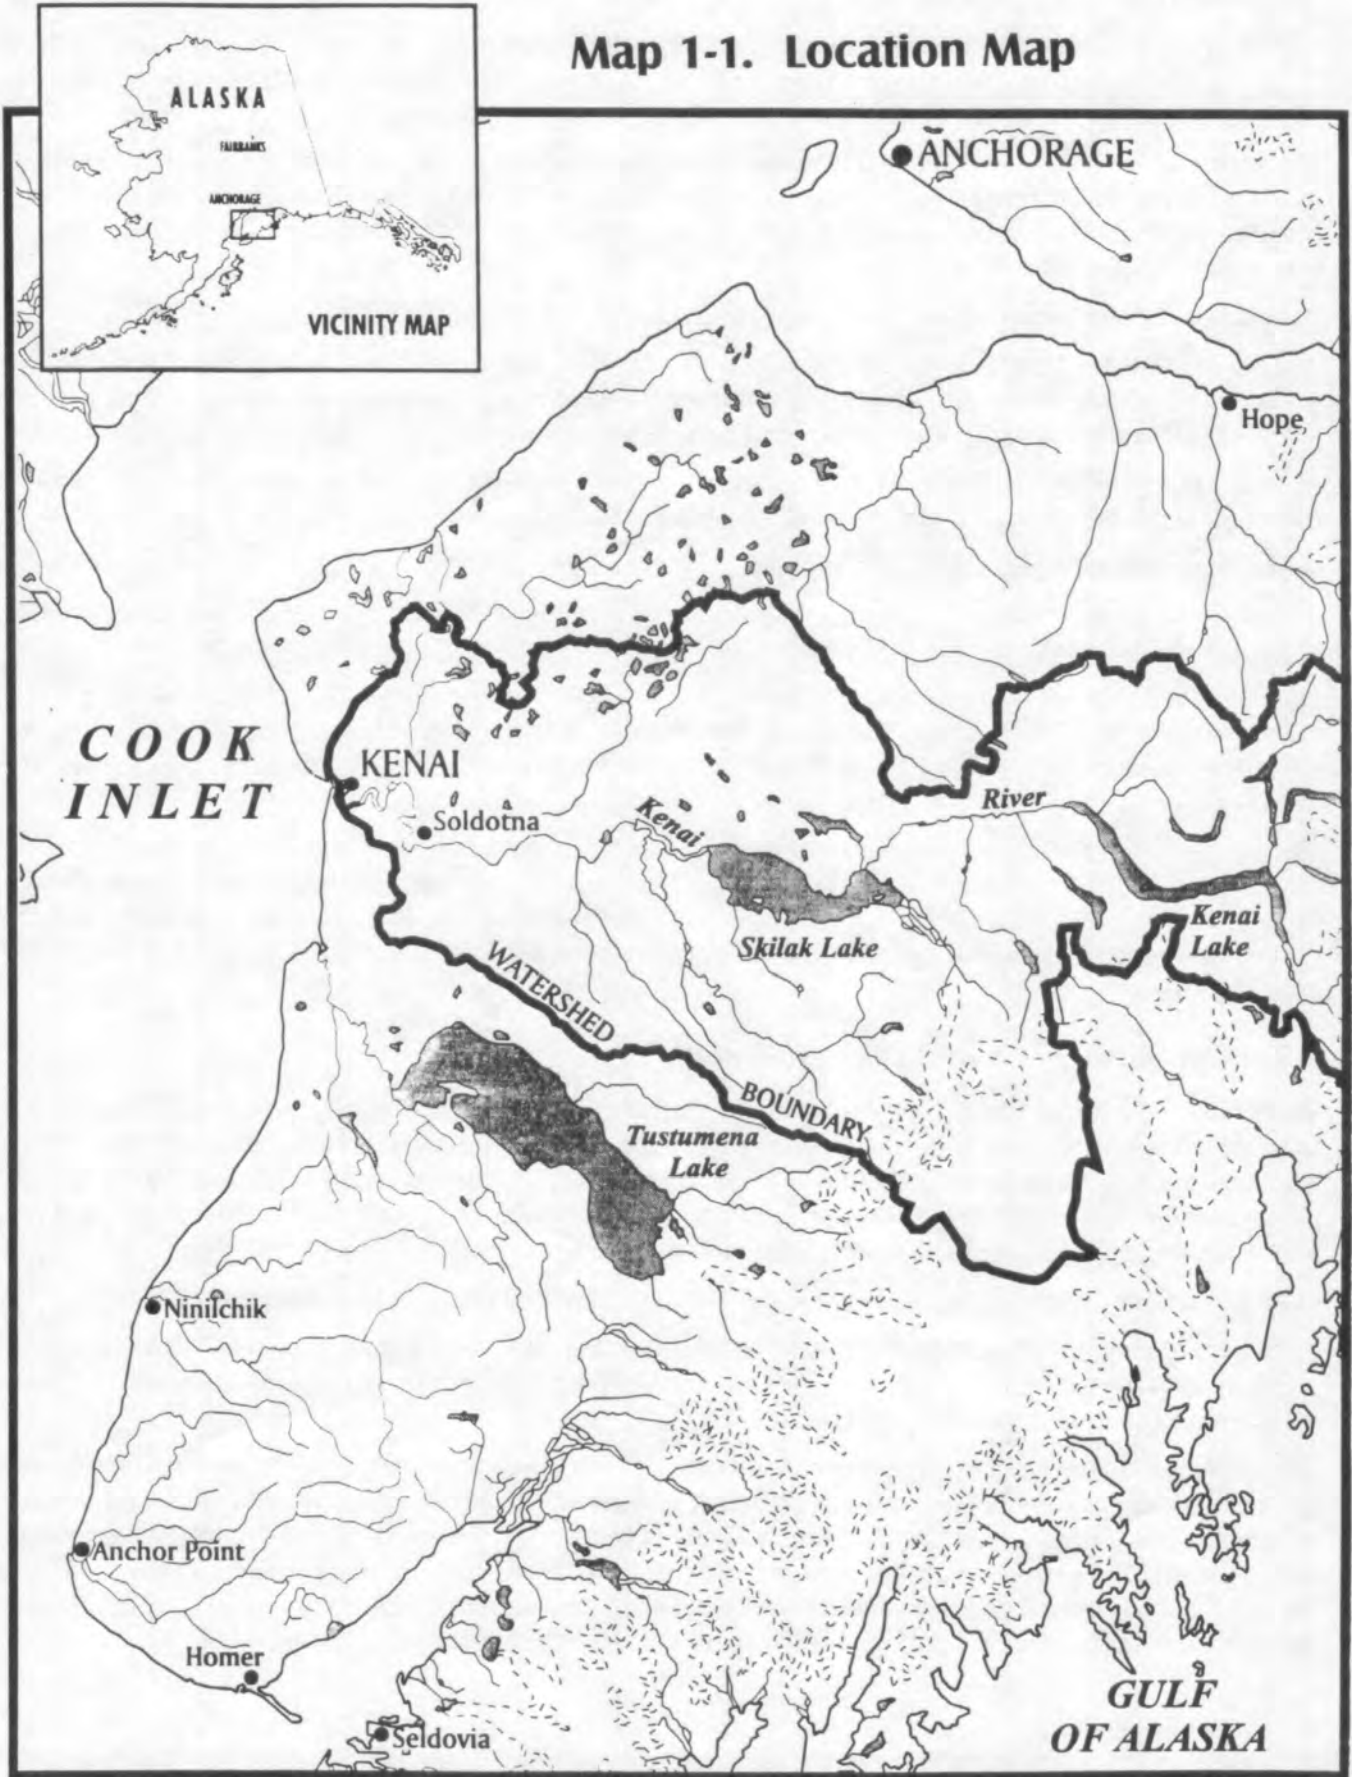 Map 1-1. Location Map
ALASKA
FAIRBANKS
ANCHORAGE
VICINITY MAP
ANCHORAGE
Hope
COOK
INLET
KENAI
Soldotna
Kenai
River
Skilak Lake
Kenai
Lake
WATERSHED
BOUNDARY
Tustumena
Lake
Ninilchik
Anchor Point
Homer
Seldovia
GULF
OF ALASKA